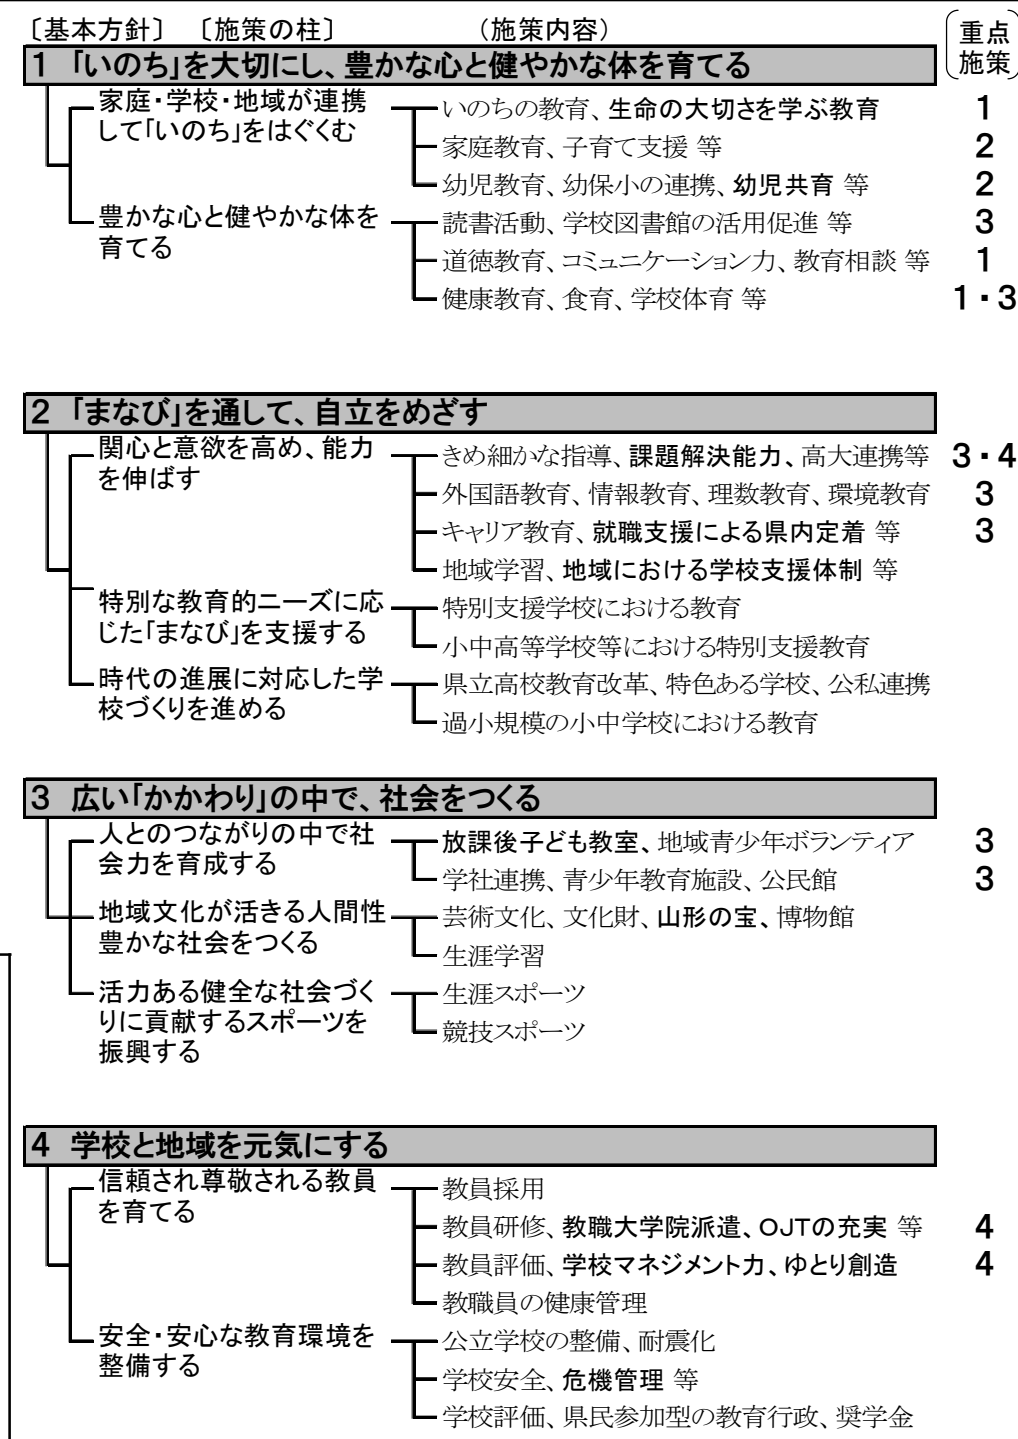 〔基本方針〕 〔施策の柱〕 (施策内容) 重点施策
1 「いのち」を大切にし、豊かな心と健やかな体を育てる
家庭・学校・地域が連携
して「いのち」をはぐくむ
いのちの教育、生命の大切さを学ぶ教育 1
家庭教育、子育て支援 等 2
幼児教育、幼保小の連携、幼児共育 等 2
豊かな心と健やかな体を
育てる
読書活動、学校図書館の活用促進 等 3
道徳教育、コミュニケーション力、教育相談 等 1
健康教育、食育、学校体育 等 1・3
2 「まなび」を通して、自立をめざす
関心と意欲を高め、能力
を伸ばす
きめ細かな指導、課題解決能力、高大連携等 3・4
外国語教育、情報教育、理数教育、環境教育 3
キャリア教育、就職支援による県内定着 等 3
地域学習、地域における学校支援体制 等
特別な教育的ニーズに応
じた「まなび」を支援する
特別支援学校における教育
小中高等学校等における特別支援教育
時代の進展に対応した学
校づくりを進める
県立高校教育改革、特色ある学校、公私連携
過小規模の小中学校における教育
3 広い「かかわり」の中で、社会をつくる
人とのつながりの中で社
会力を育成する
放課後子ども教室、地域青少年ボランティア 3
学社連携、青少年教育施設、公民館 3
地域文化が活きる人間性
豊かな社会をつくる
芸術文化、文化財、山形の宝、博物館
生涯学習
活力ある健全な社会づく
りに貢献するスポーツを
振興する
生涯スポーツ
競技スポーツ
4 学校と地域を元気にする
信頼され尊敬される教員
を育てる
教員採用
教員研修、教職大学院派遣、OJTの充実 等 4
教員評価、学校マネジメント力、ゆとり創造 4
教職員の健康管理
安全・安心な教育環境を
整備する
公立学校の整備、耐震化
学校安全、危機管理 等
学校評価、県民参加型の教育行政、奨学金